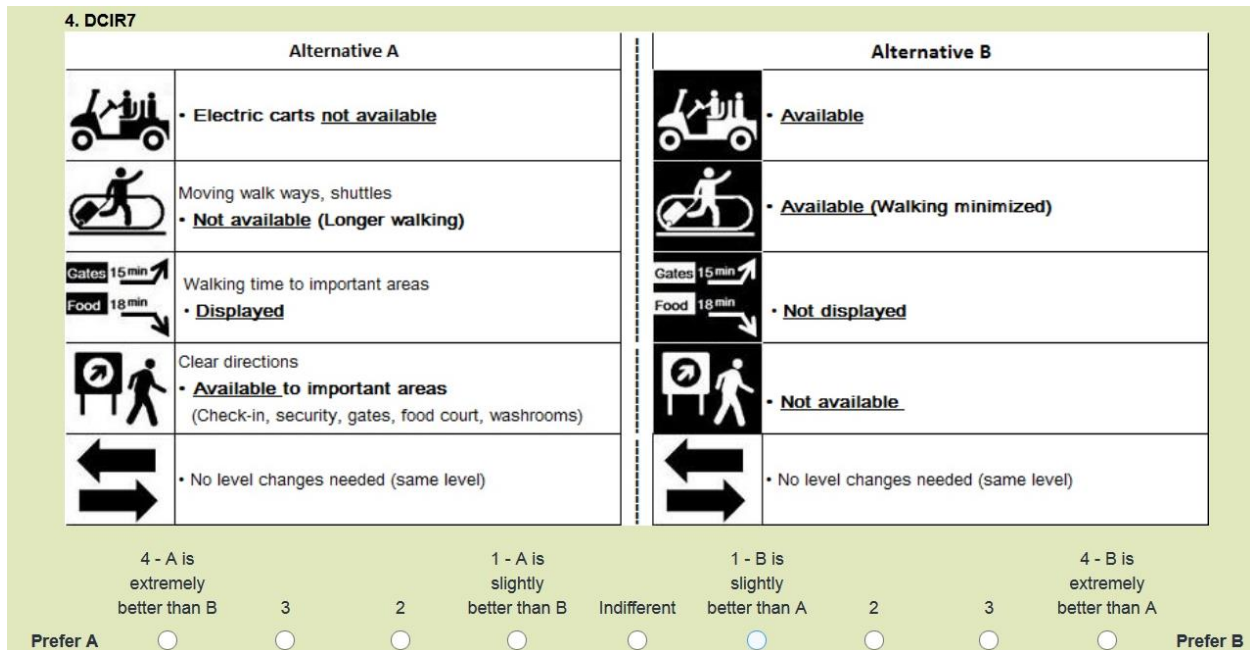 4. DCIR7
Alternative A
Alternative B
• Electric carts not available
• Available
Moving walk ways, shuttles
• Not available (Longer walking)
• Available (Walking minimized)
Gates 15 min
Food 18 min
Walking time to important areas
• Displayed
Gates 15 min
Food 18 min
• Not displayed
Clear directions
• Available to important areas
(Check-in, security, gates, food court, washrooms)
• Not available
• No level changes needed (same level)
• No level changes needed (same level)
4 - A is
extremely
better than B
3
2
1 - A is
slightly
better than B
Indifferent
1 - B is
slightly
better than A
2
3
4 - B is
extremely
better than A
Prefer A
Prefer B